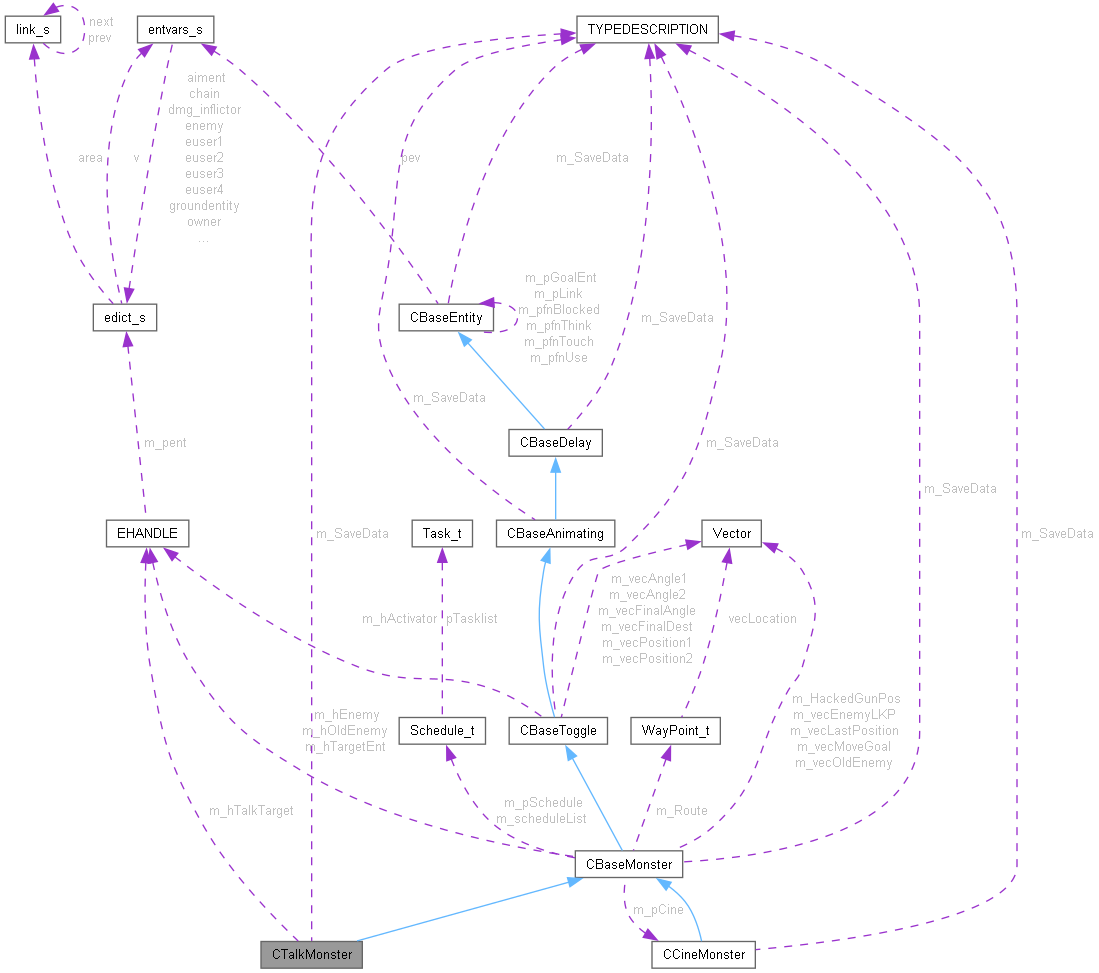 link_s
next
prev
entvars_s
TYPEDESCRIPTION
area
v
aiment
chain
dmg_inflictor
enemy
euser1
euser2
euser3
euser4
groundentity
owner
...
pev
m_SaveData
edict_s
CBaseEntity
m_pGoalEnt
m_pLink
m_pfnBlocked
m_pfnThink
m_pfnTouch
m_pfnUse
m_SaveData
m_SaveData
m_pent
CBaseDelay
m_SaveData
m_SaveData
EHANDLE
m_SaveData
Task_t
CBaseAnimating
Vector
m_SaveData
m_hActivator
pTasklist
m_vecAngle1
m_vecAngle2
m_vecFinalAngle
m_vecFinalDest
m_vecPosition1
m_vecPosition2
vecLocation
m_hEnemy
m_hOldEnemy
m_hTargetEnt
Schedule_t
CBaseToggle
WayPoint_t
m_HackedGunPos
m_vecEnemyLKP
m_vecLastPosition
m_vecMoveGoal
m_vecOldEnemy
m_hTalkTarget
m_pSchedule
m_scheduleList
m_Route
CBaseMonster
m_pCine
CTalkMonster
CCineMonster